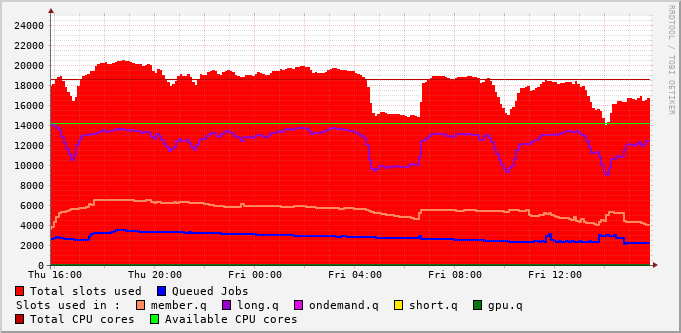 RRDTOOL / TOBI OETIKER
24000
22000
20000
18000
16000
14000
12000
10000
8000
6000
4000
2000
0
Thu 16:00 Thu 20:00 Fri 00:00 Fri 04:00 Fri 08:00 Fri 12:00
Total slots used Queued Jobs
Slots used in : member.q long.q ondemand.q short.q gpu.q
Total CPU cores Available CPU cores